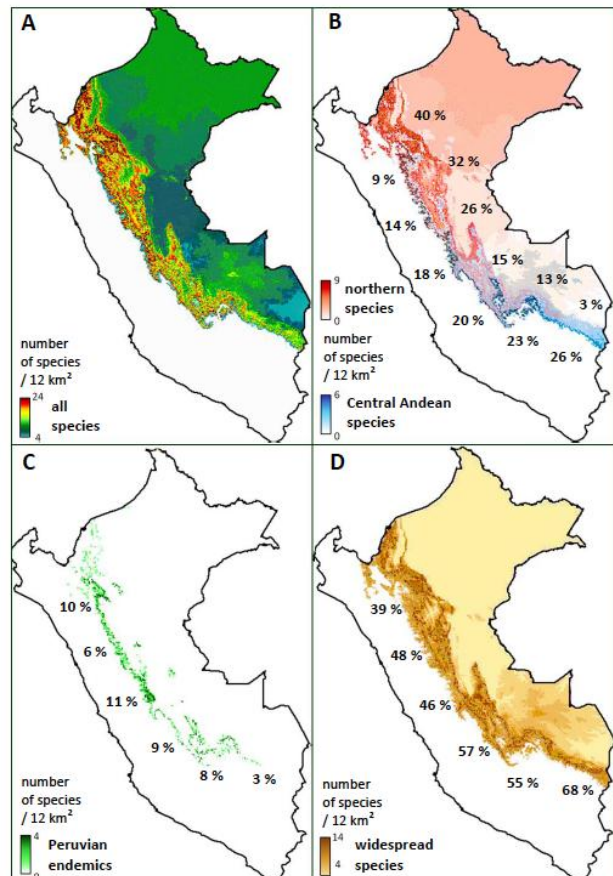 A
number
of species
/ 12 km²
24
4
all
species
B
40 %
32 %
9 %
26 %
14 %
15 %
18 %
13 %
3 %
20 %
23 %
26 %
9
0
northern
species
number
of species
/ 12 km²
6
0
Central Andean
species
C
10 %
6 %
11 %
9 %
8 %
3 %
number
of species
/ 12 km²
4
Peruvian
endemics
D
39 %
48 %
46 %
57 %
55 %
68 %
number
of species
/ 12 km²
14
4
widespread
species